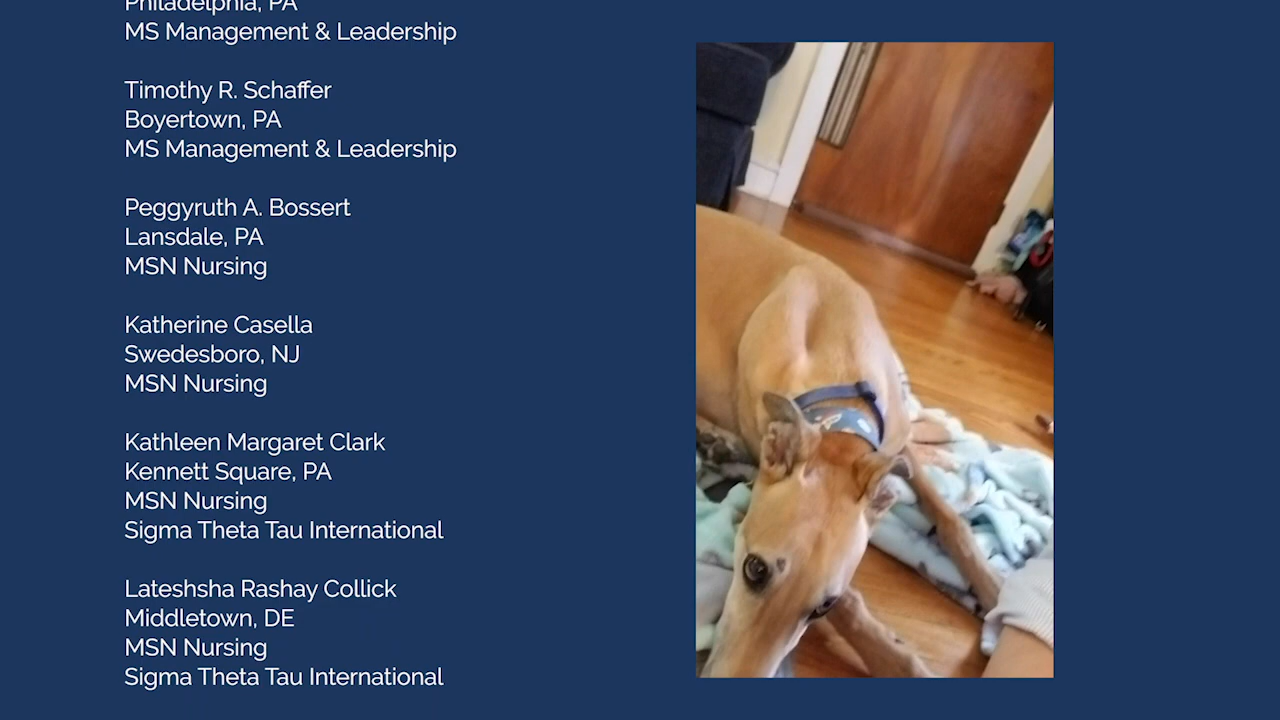 Philadelphia, PA
MS Management & Leadership
Timothy R. Schaffer
Boyertown, PA
MS Management & Leadership
Peggyruth A. Bossert
Lansdale, PA
MSN Nursing
Katherine Casella
Swedesboro, NJ
MSN Nursing
Kathleen Margaret Clark
Kennett Square, PA
MSN Nursing
Sigma Theta Tau International
Lateshsha Rashay Collick
Middletown, DE
MSN Nursing
Sigma Theta Tau International